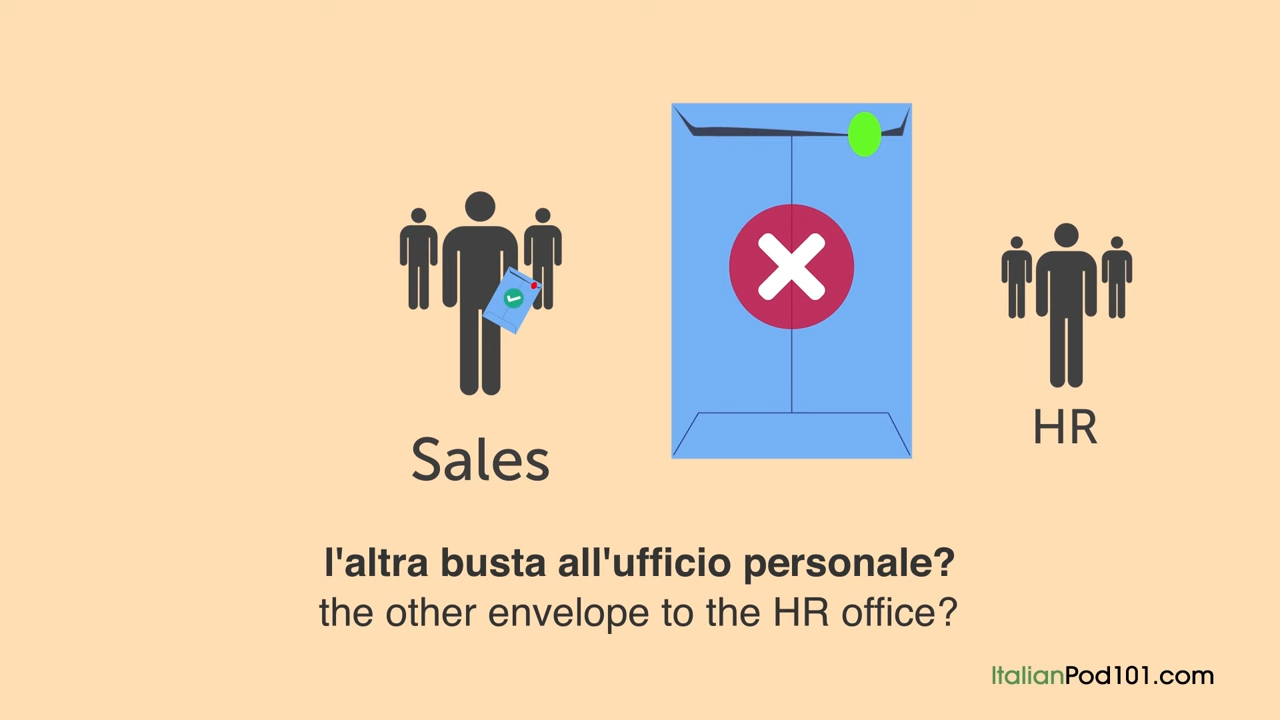 Sales
HR
l'altra busta all'ufficio personale?
the other envelope to the HR office?
ItalianPod101.com